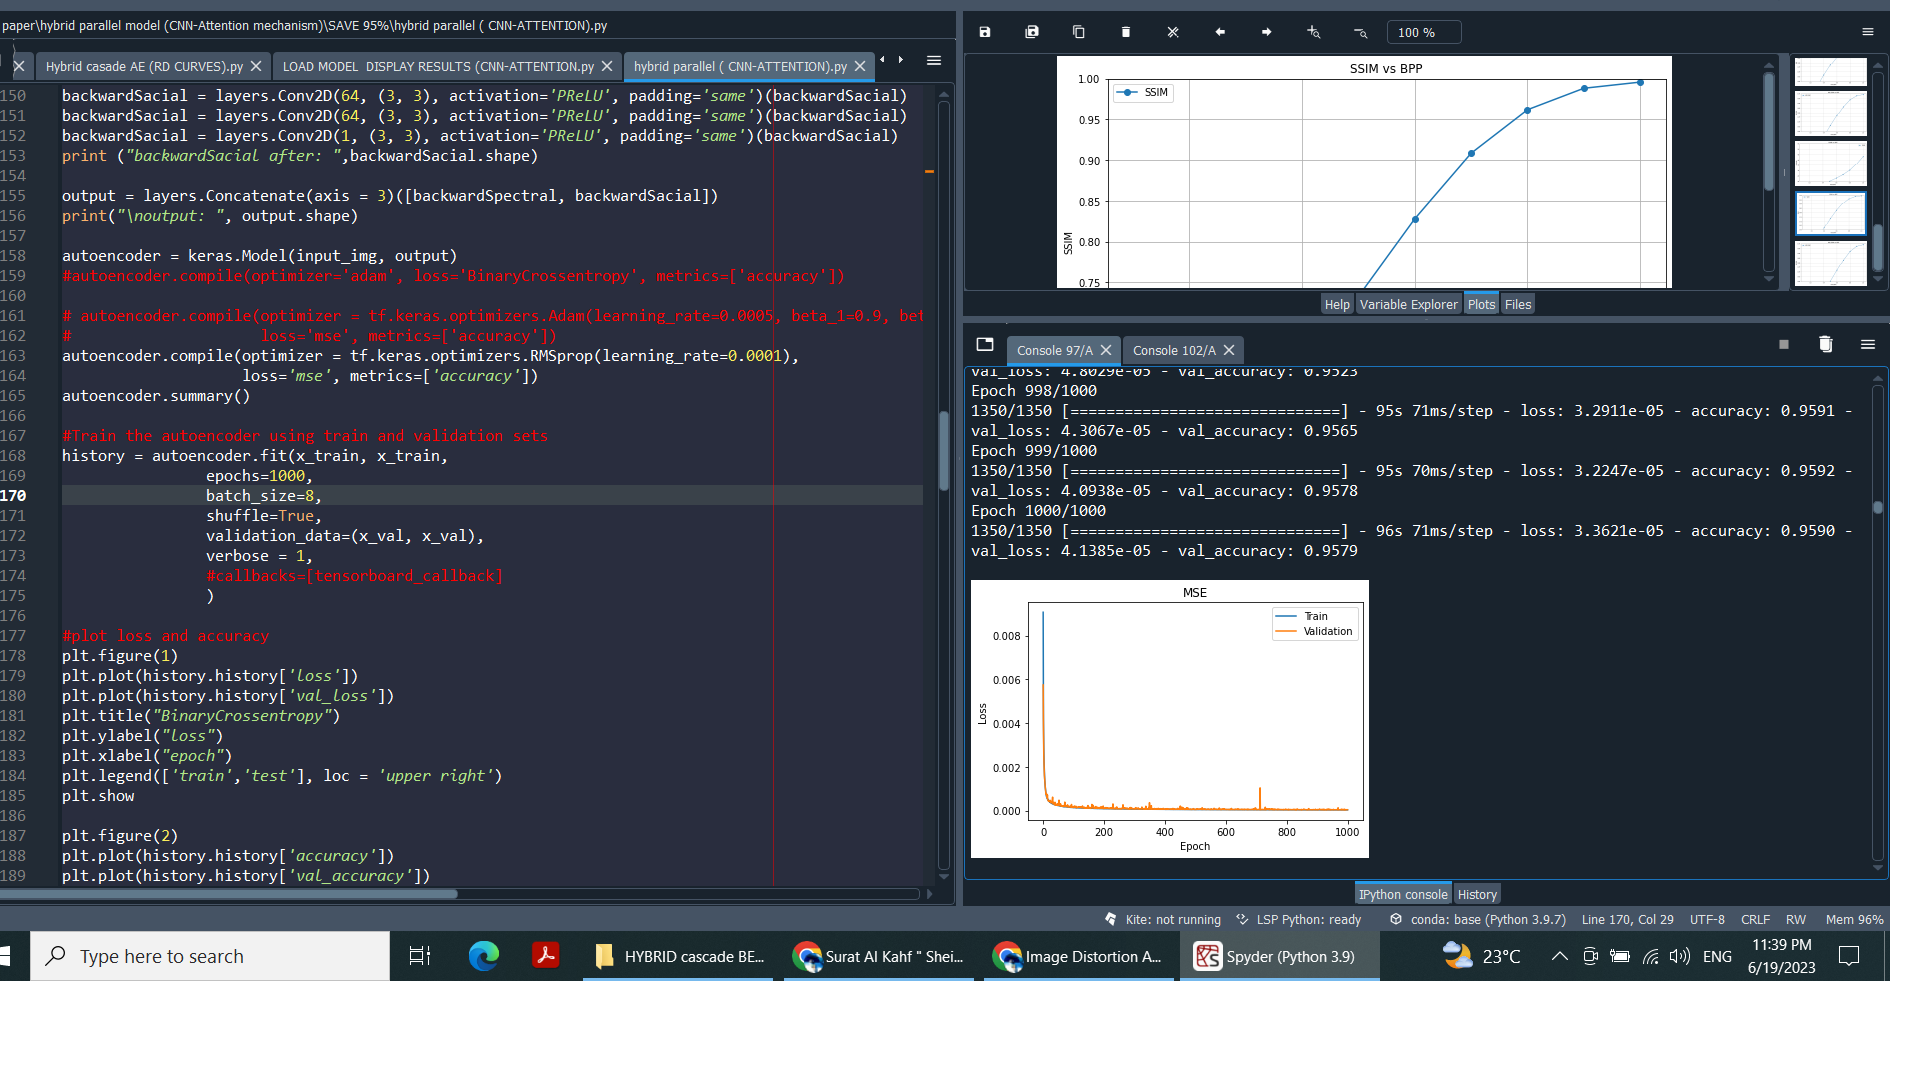 paper\hybrid parallel model (CNN-Attention mechanism)\SAVE 95%\hybrid parallel ( CNN-ATTENTION).py
Hybrid casade AE (RD CURVES).py
LOAD MODEL DISPLAY RESULTS (CNN-ATTENTION.py
hybrid parallel ( CNN-ATTENTION).py
150 backwardSacial = layers.Conv2D(64, (3, 3), activation='PReLU', padding='same')(backwardSacial)
151 backwardSacial = layers.Conv2D(64, (3, 3), activation='PReLU', padding='same')(backwardSacial)
152 backwardSacial = layers.Conv2D(1, (3, 3), activation='PReLU', padding='same')(backwardSacial)
153 print ("backwardSacial after: ",backwardSacial.shape)
154
155 output = layers.Concatenate(axis = 3)([backwardSpectral, backwardSacial])
156 print("\noutput: ", output.shape)
157
158 autoencoder = keras.Model(input_img, output)
159 #autoencoder.compile(optimizer='adam', loss='BinaryCrossentropy', metrics=['accuracy'])
160
161 # autoencoder.compile(optimizer = tf.keras.optimizers.Adam(learning_rate=0.0005, beta_1=0.9, bet
162 # loss='mse', metrics=['accuracy'])
163 autoencoder.compile(optimizer = tf.keras.optimizers.RMSprop(learning_rate=0.0001),
164 loss='mse', metrics=['accuracy'])
165 autoencoder.summary()
166
167 #Train the autoencoder using train and validation sets
168 history = autoencoder.fit(x_train, x_train,
169 epochs=1000,
170 batch_size=8,
171 shuffle=True,
172 validation_data=(x_val, x_val),
173 verbose = 1,
174 #callbacks=[tensorboard_callback]
175 )
176
177 #plot loss and accuracy
178 plt.figure(1)
179 plt.plot(history.history['loss'])
180 plt.plot(history.history['val_loss'])
181 plt.title("BinaryCrossentropy")
182 plt.ylabel("loss")
183 plt.xlabel("epoch")
184 plt.legend(['train','test'], loc = 'upper right')
185 plt.show
186
187 plt.figure(2)
188 plt.plot(history.history['accuracy'])
189 plt.plot(history.history['val_accuracy'])
100 %
SSIM vs BPP
SSIM
1.00
0.95
0.90
0.85
0.80
0.75
SSIM
Help
Variable Explorer
Plots
Files
Console 97/A
Console 102/A
val_loss: 4.8029e-05 - val_accuracy: 0.9523
Epoch 998/1000
1350/1350 [==============================] - 95s 71ms/step - loss: 3.2911e-05 - accuracy: 0.9591 -
val_loss: 4.3067e-05 - val_accuracy: 0.9565
Epoch 999/1000
1350/1350 [==============================] - 95s 70ms/step - loss: 3.2247e-05 - accuracy: 0.9592 -
val_loss: 4.0938e-05 - val_accuracy: 0.9578
Epoch 1000/1000
1350/1350 [==============================] - 96s 71ms/step - loss: 3.3621e-05 - accuracy: 0.9590 -
val_loss: 4.1385e-05 - val_accuracy: 0.9579
MSE
Train
Validation
0.008
0.006
0.004
0.002
0.000
Loss
0 200 400 600 800 1000
Epoch
IPython console
History
Kite: not running
LSP Python: ready
conda: base (Python 3.9.7)
Line 170, Col 29
UTF-8
CRLF
RW
Mem 96%
Type here to search
HYBRID cascade BE...
Surat Al Kahf " Shei...
Image Distortion A...
Spyder (Python 3.9)
23°C
ENG
11:39 PM
6/19/2023